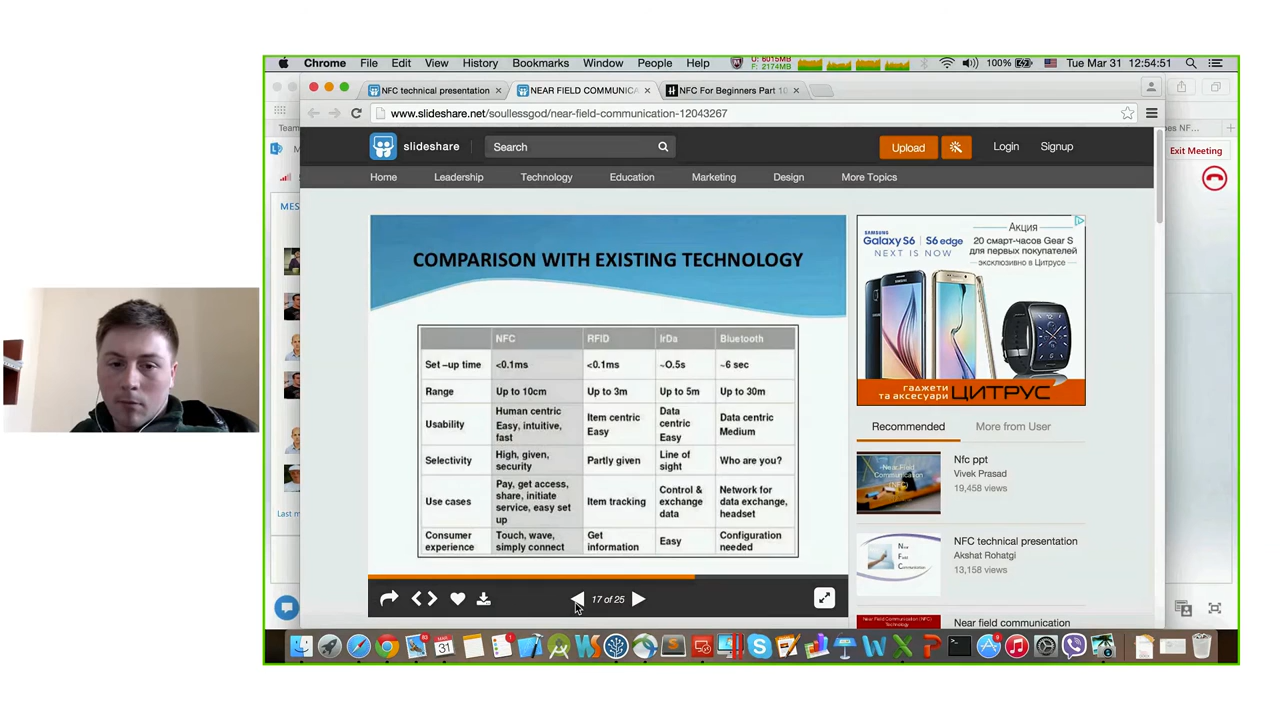 Chrome File Edit View History Bookmarks Window People Help U: 6015MB F: 2174MB 100% Tue Mar 31 12:54:51
NFC technical presentation × NEAR FIELD COMMUNICA × NFC For Beginners Part 10 ×
www.slideshare.net/soullessgod/near-field-communication-12043267
Team
Exit Meeting
MES
Last m
slideshare Search Upload Login Signup
Home Leadership Technology Education Marketing Design More Topics
COMPARISON WITH EXISTING TECHNOLOGY
NFC RFID IrDa Bluetooth
Set –up time <0.1ms <0.1ms ~0.5s ~6 sec
Range Up to 10cm Up to 3m Up to 5m Up to 30m
Usability Human centric Easy, intuitive, fast Item centric Easy Data centric Easy Data centric Medium
Selectivity High, given, security Partly given Line of sight Who are you?
Use cases Pay, get access, share, initiate service, easy set up Item tracking Control & exchange data Network for data exchange, headset
Consumer experience Touch, wave, simply connect Get information Easy Configuration needed
17 of 25
Акция
SAMSUNG
Galaxy S6 | S6 edge
NEXT IS NOW
20 смарт-часов Gear S
для первых покупателей
эксклюзивно в Цитрусе
гаджети
та аксесуари ЦИТРУС
Recommended More from User
Nfc ppt
Vivek Prasad
19,458 views
NFC technical presentation
Akshat Rohatgi
13,158 views
Near field communication